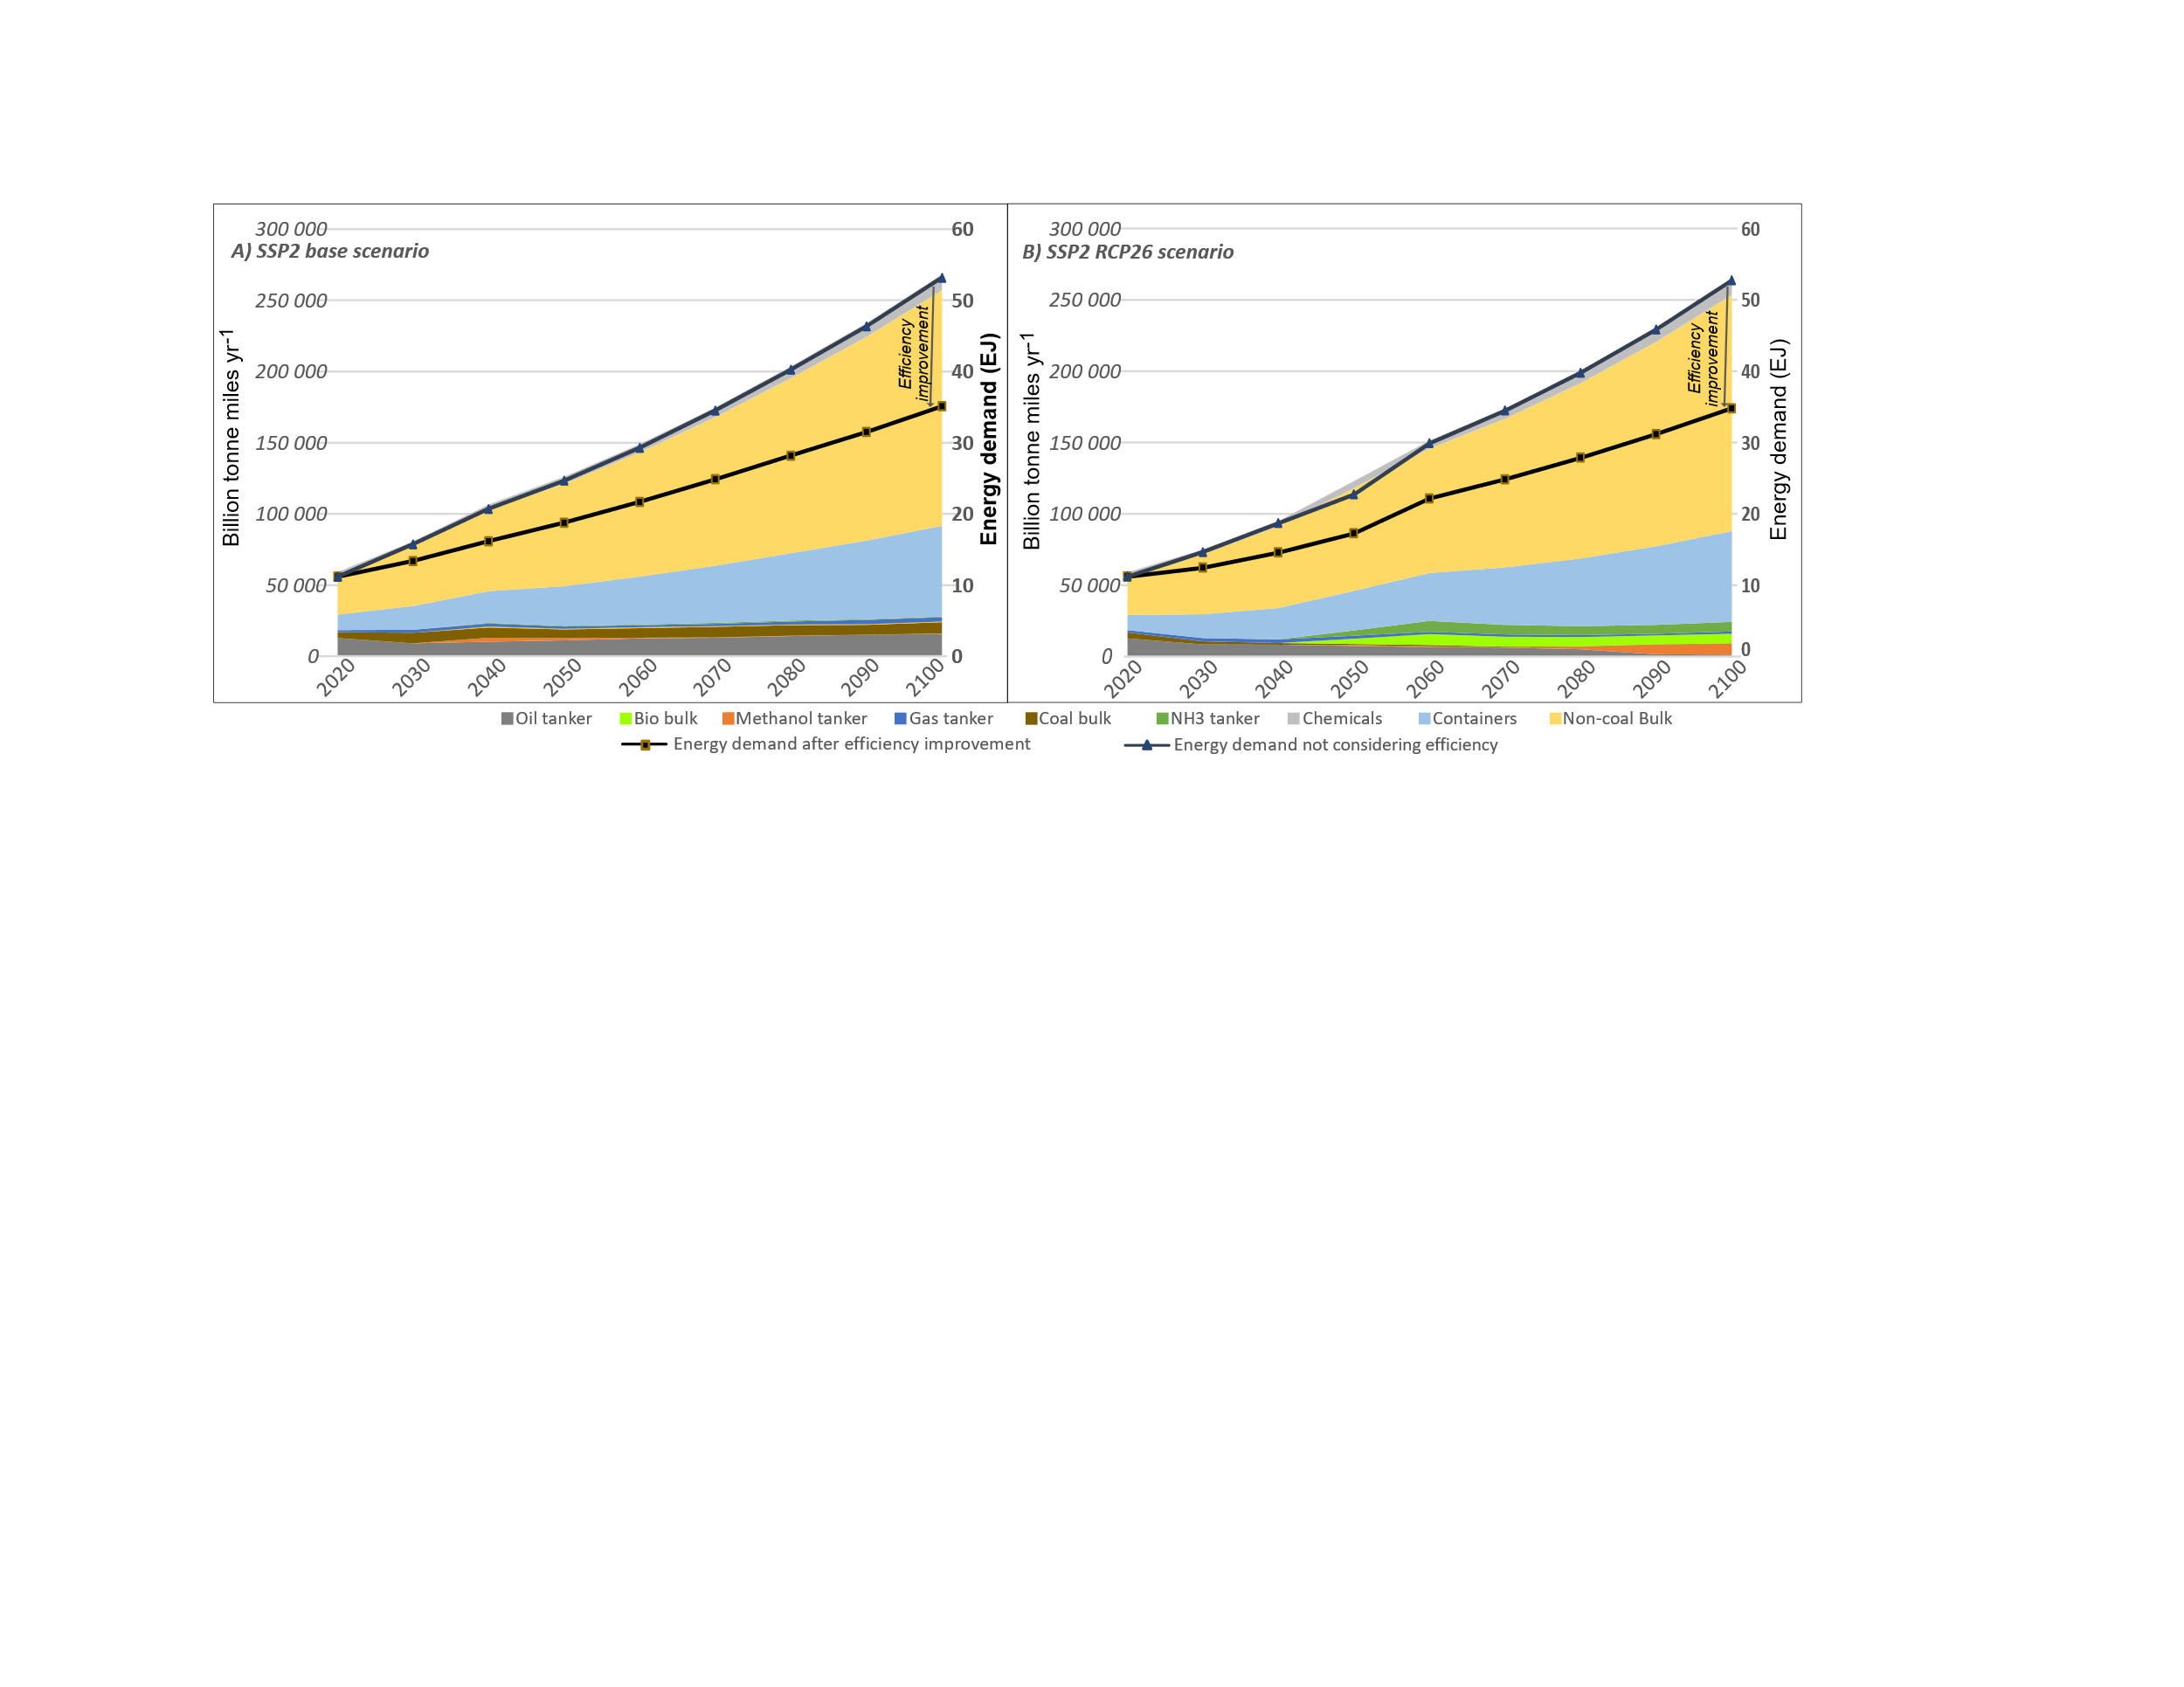 A) SSP2 base scenario
300 000
250 000
200 000
150 000
100 000
50 000
0
Billion tonne miles yr-1
60
50
40
30
20
10
0
Energy demand (EJ)
Efficiency
improvement
2020 2030 2040 2050 2060 2070 2080 2090 2100
B) SSP2 RCP26 scenario
300 000
250 000
200 000
150 000
100 000
50 000
0
Billion tonne miles yr-1
60
50
40
30
20
10
0
Energy demand (EJ)
Efficiency
improvement
2020 2030 2040 2050 2060 2070 2080 2090 2100
Oil tanker Bio bulk Methanol tanker Gas tanker Coal bulk NH3 tanker Chemicals Containers Non-coal Bulk
Energy demand after efficiency improvement Energy demand not considering efficiency